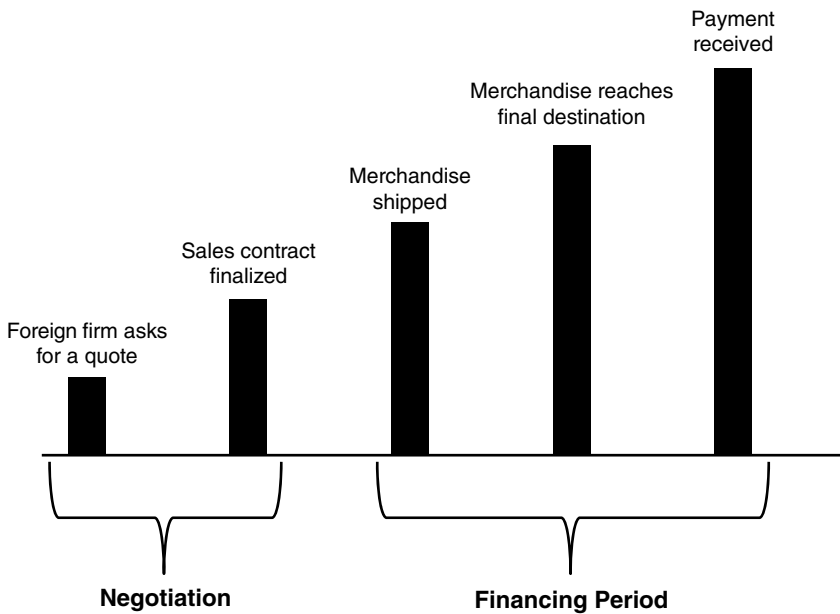 Foreign firm asks
for a quote
Sales contract
finalized
Merchandise
shipped
Merchandise reaches
final destination
Payment
received
Negotiation
Financing Period